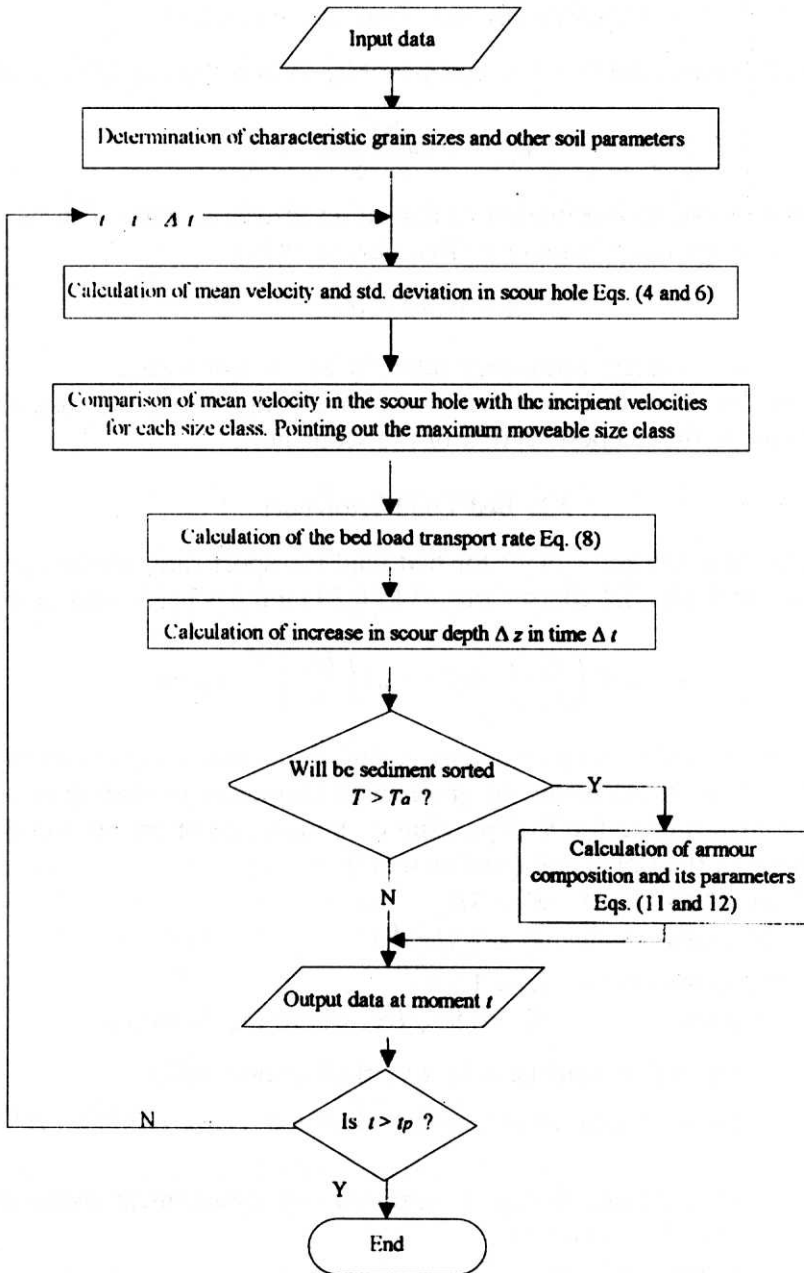 Input data
Determination of characteristic grain sizes and other soil parameters
t t Δ t
Calculation of mean velocity and std. deviation in scour hole Eqs. (4 and 6)
Comparison of mean velocity in the scour hole with the incipient velocities
for each size class. Pointing out the maximum moveable size class
Calculation of the bed load transport rate Eq. (8)
Calculation of increase in scour depth Δ z in time Δ t
Will be sediment sorted
T > Ta ?
Y
Calculation of armour
composition and its parameters
Eqs. (11 and 12)
N
Output data at moment t
Is t > tp ?
N
Y
End